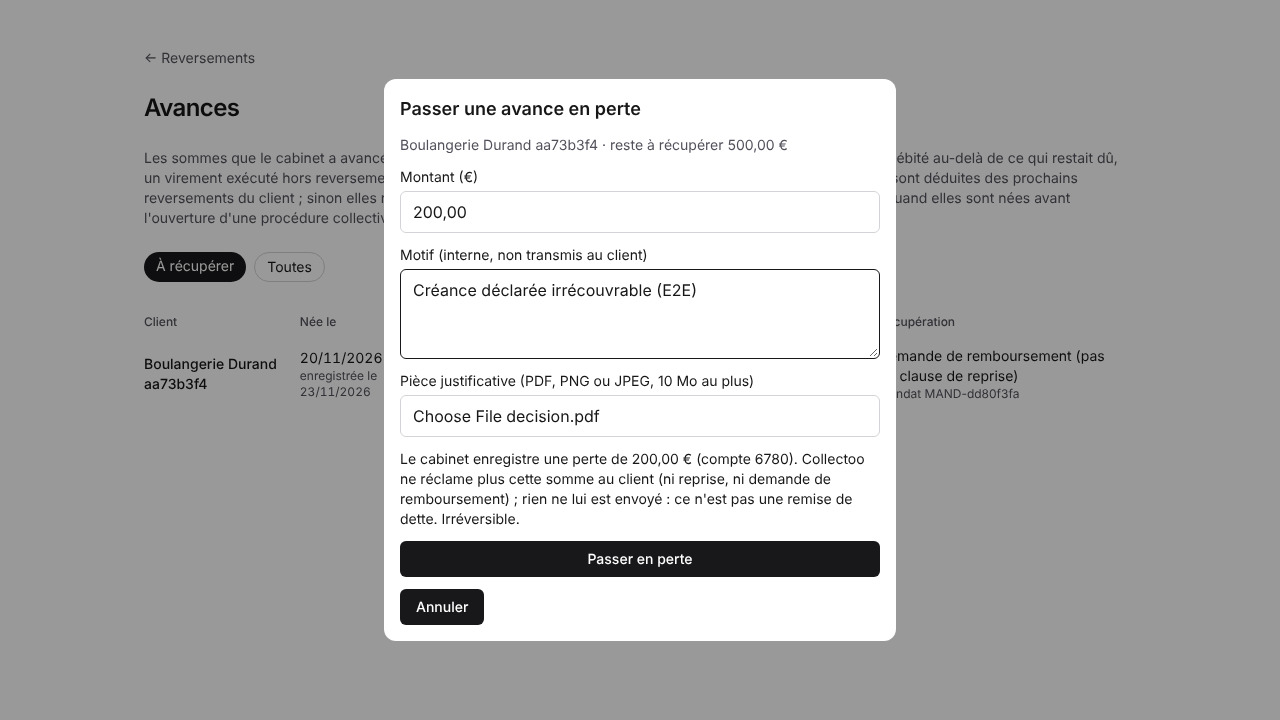 ← Reversements
Avances
Les sommes que le cabinet a avancé
débité au-delà de ce qui restait dû,
un virement exécuté hors reverseme
sont déduites des prochains
reversements du client ; sinon elles
quand elles sont nées avant
l'ouverture d'une procédure collectiv
À récupérer
Toutes
Client
Née le
cupération
Boulangerie Durand
aa73b3f4
20/11/2026
enregistrée le
23/11/2026
mande de remboursement (pas
clause de reprise)
ndat MAND-dd80f3fa
Passer une avance en perte
Boulangerie Durand aa73b3f4 · reste à récupérer 500,00 €
Montant (€)
200,00
Motif (interne, non transmis au client)
Créance déclarée irrécouvrable (E2E)
Pièce justificative (PDF, PNG ou JPEG, 10 Mo au plus)
Choose File decision.pdf
Le cabinet enregistre une perte de 200,00 € (compte 6780). Collectoo
ne réclame plus cette somme au client (ni reprise, ni demande de
remboursement) ; rien ne lui est envoyé : ce n'est pas une remise de
dette. Irréversible.
Passer en perte
Annuler